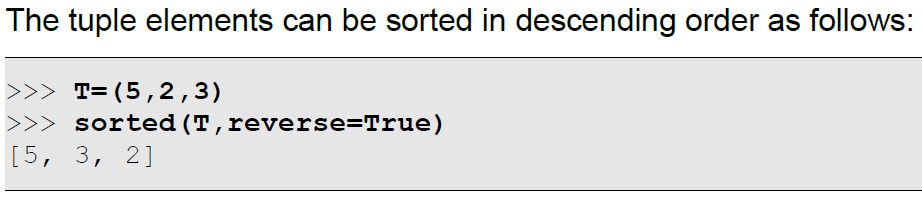 The tuple elements can be sorted in descending order as follows:
>>> T=(5,2,3)
>>> sorted(T,reverse=True)
[5, 3, 2]